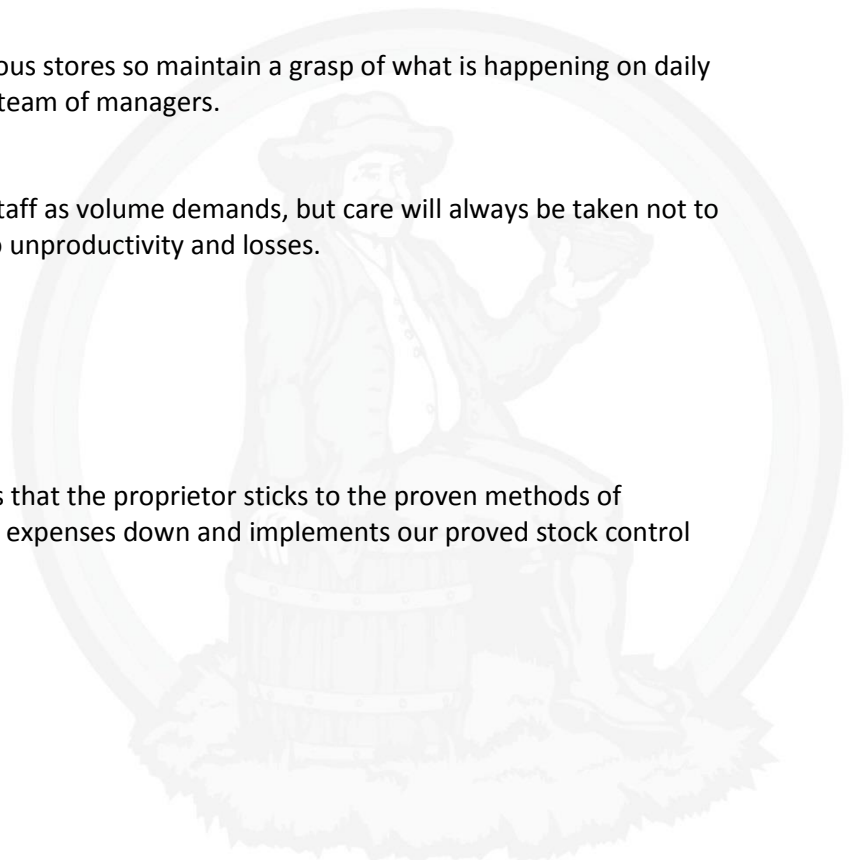 ous stores so maintain a grasp of what is happening on daily
team of managers.
taff as volume demands, but care will always be taken not to
unproductivity and losses.
s that the proprietor sticks to the proven methods of
expenses down and implements our proved stock control